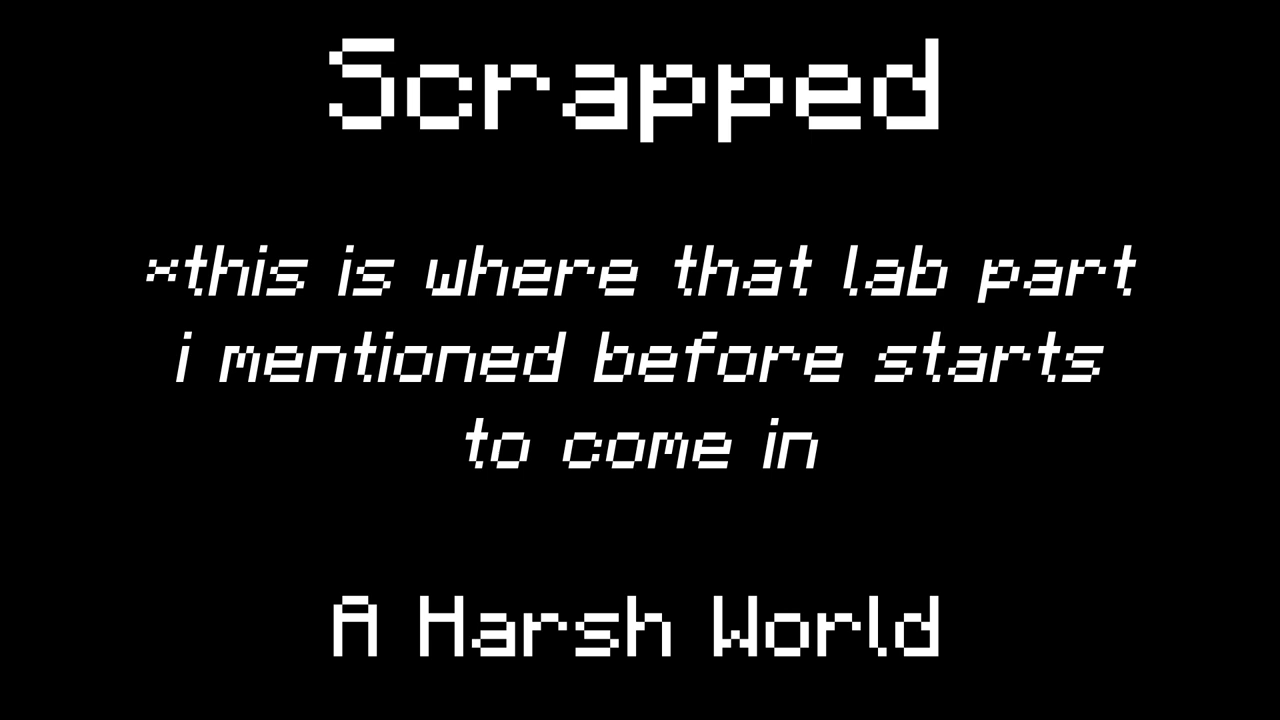 Scrapped
*this is where that lab part
i mentioned before starts
to come in
A Harsh World